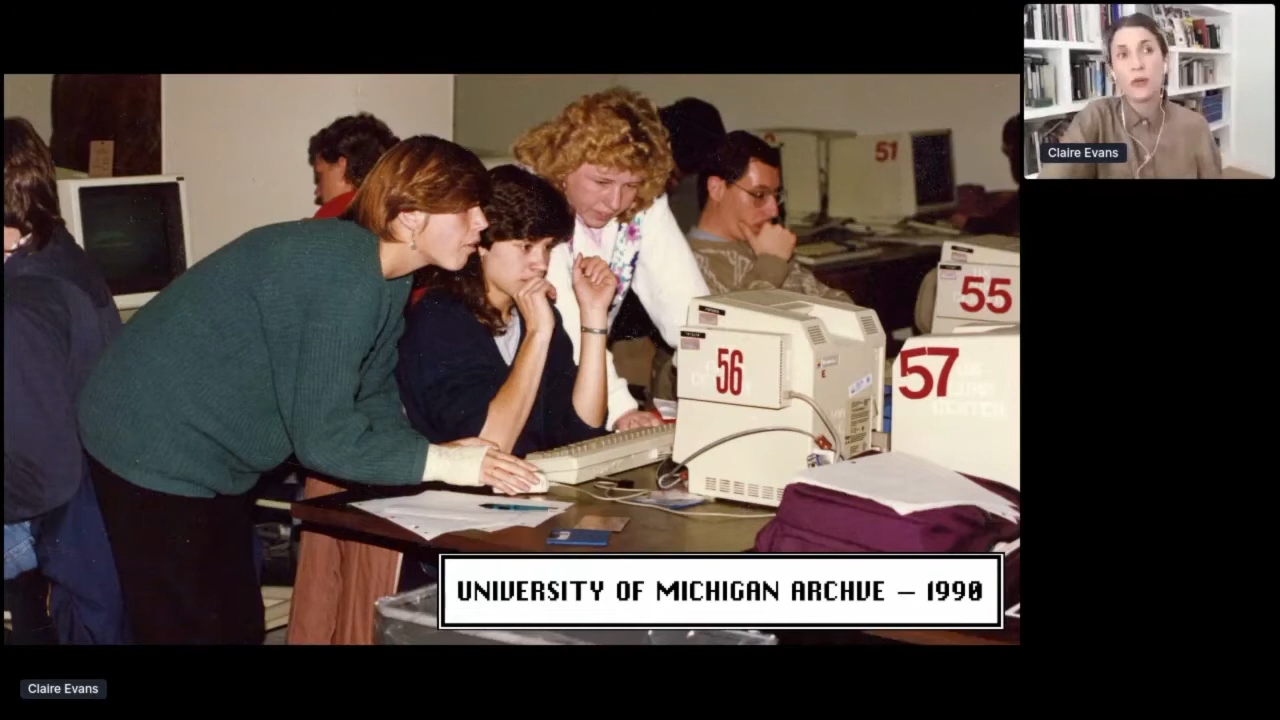 Claire Evans
51
55
56
57
UNIVERSITY OF MICHIGAN ARCHVE — 1990
Claire Evans